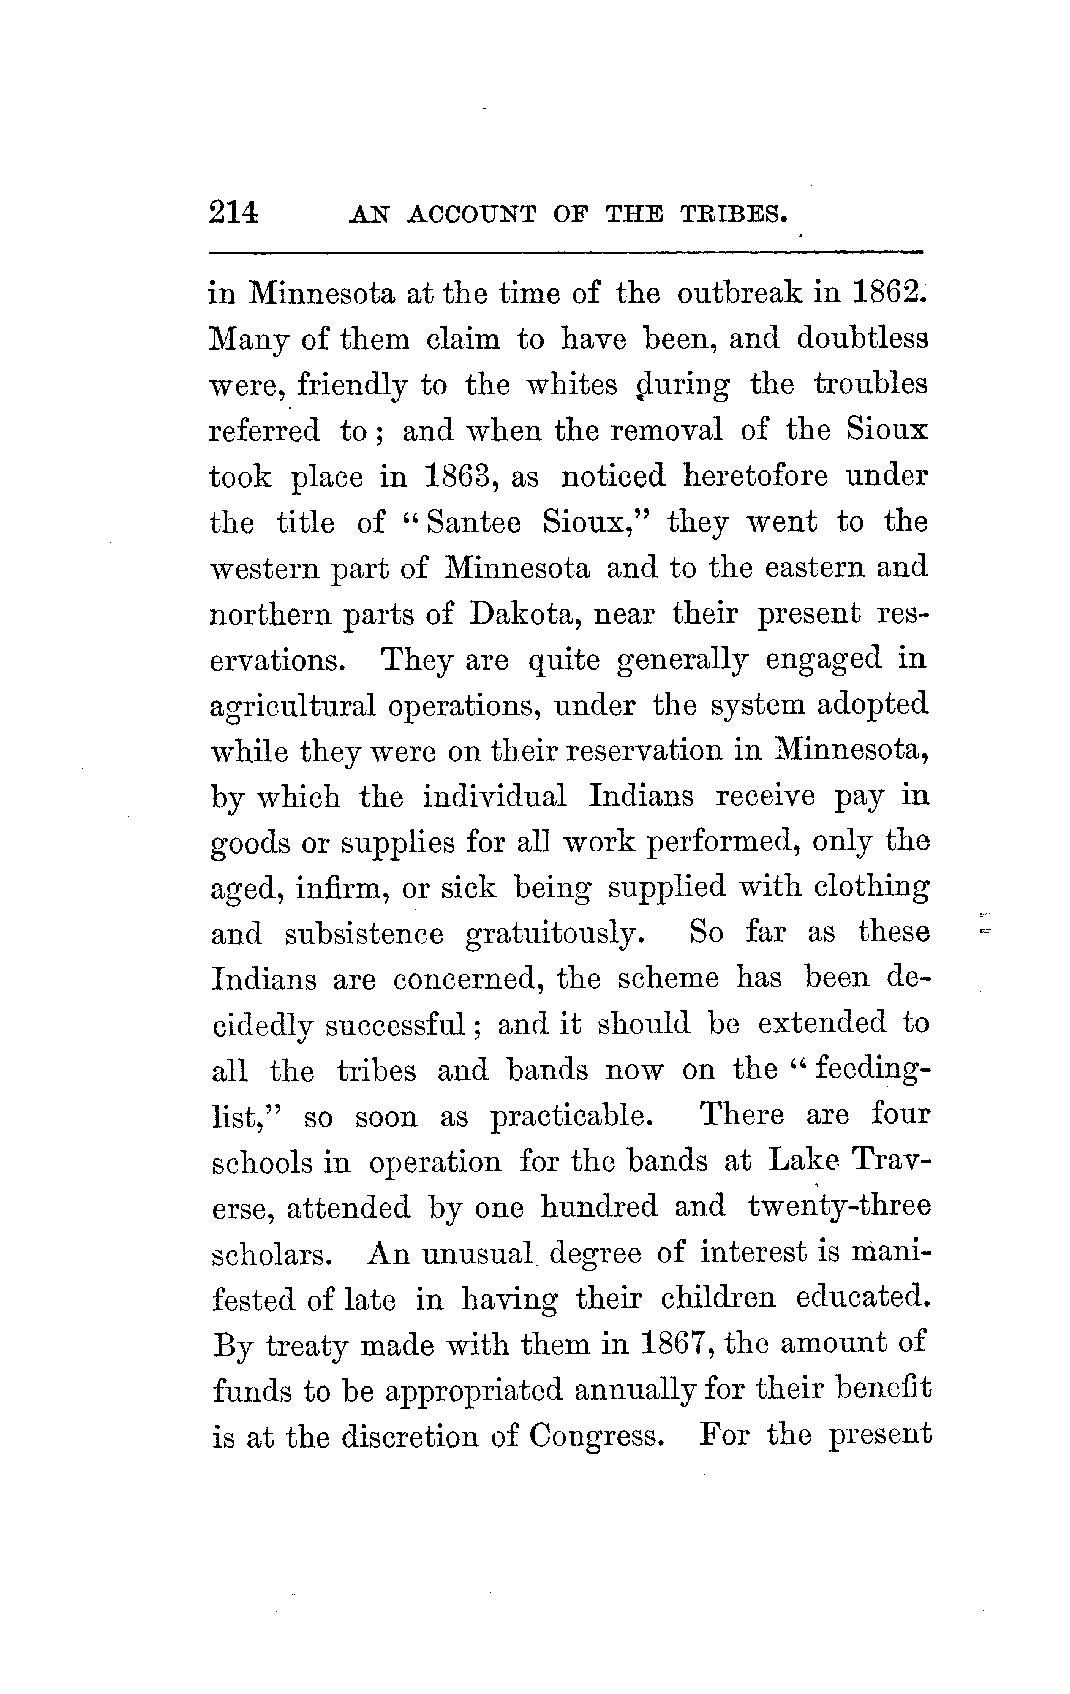 214 AN ACCOUNT OF THE TRIBES.
in Minnesota at the time of the outbreak in 1862.
Many of them claim to have been, and doubtless
were, friendly to the whites during the troubles
referred to; and when the removal of the Sioux
took place in 1863, as noticed heretofore under
the title of "Santee Sioux," they went to the
western part of Minnesota and to the eastern and
northern parts of Dakota, near their present res-
ervations. They are quite generally engaged in
agricultural operations, under the system adopted
while they were on their reservation in Minnesota,
by which the individual Indians receive pay in
goods or supplies for all work performed, only the
aged, infirm, or sick being supplied with clothing
and subsistence gratuitously. So far as these
Indians are concerned, the scheme has been de-
cidedly successful; and it should be extended to
all the tribes and bands now on the "feeding-
list," so soon as practicable. There are four
schools in operation for the bands at Lake Trav-
erse, attended by one hundred and twenty-three
scholars. An unusual degree of interest is mani-
fested of late in having their children educated.
By treaty made with them in 1867, the amount of
funds to be appropriated annually for their benefit
is at the discretion of Congress. For the present